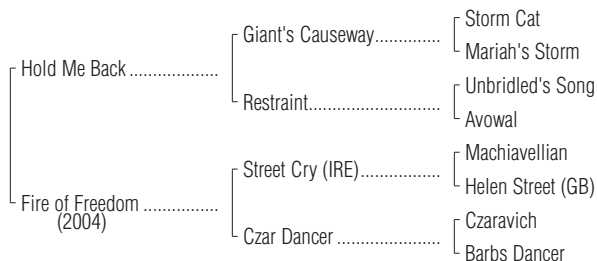 Storm Cat
Giant's Causeway..............
Mariah's Storm
Hold Me Back ...................
Unbridled's Song
Restraint............................
Avowal
Machiavellian
Street Cry (IRE).................
Helen Street (GB)
Fire of Freedom ................
(2004)
Czaravich
Czar Dancer ......................
Barbs Dancer